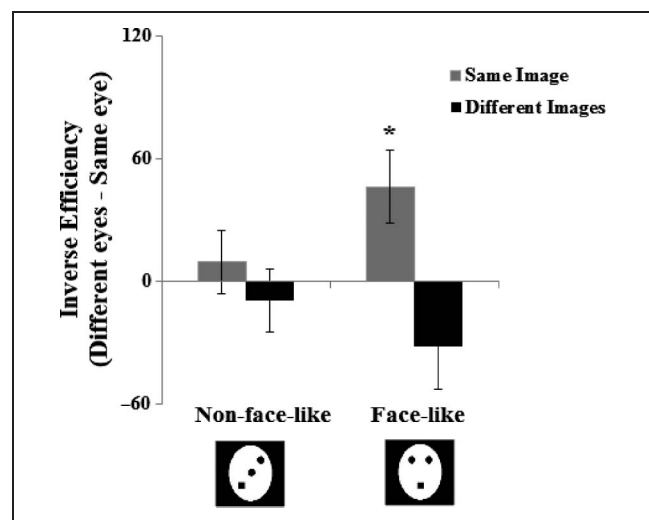 120
60
0
−60
Inverse Efficiency
(Different eyes - Same eye)
Same Image
Different Images
*
Non-face-like
Face-like